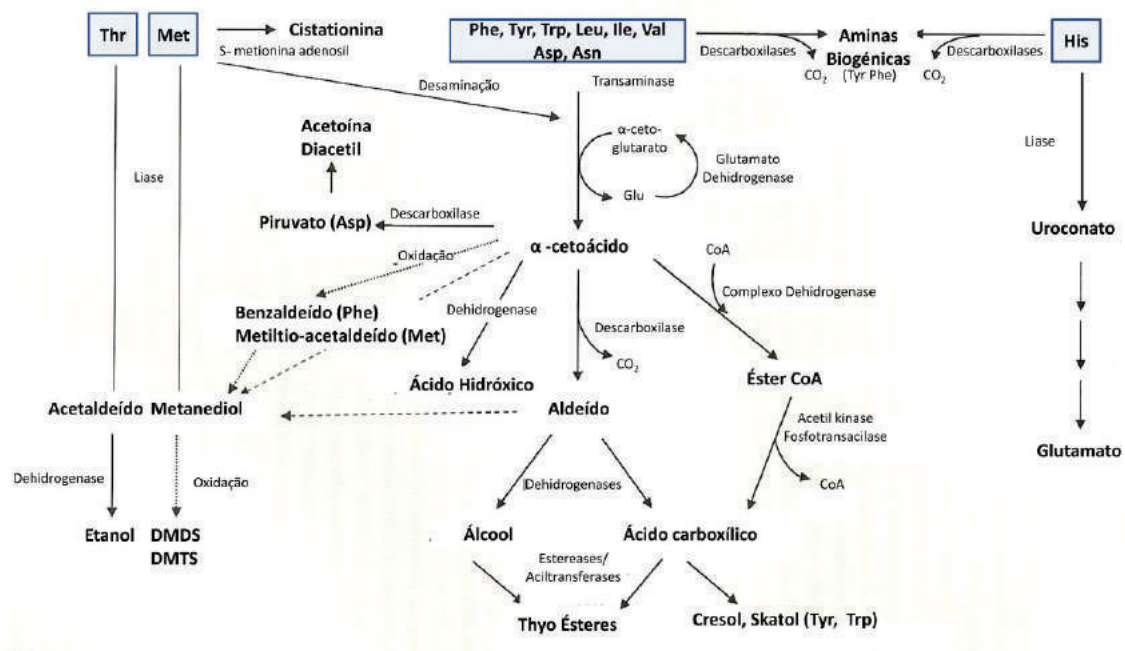 Thr
Met
Cistationina
S- metionina adenosil
Phe, Tyr, Trp, Leu, Ile, Val
Asp, Asn
Descarboxilases
CO2
Aminas
Biogénicas
(Tyr Phe)
Descarboxilases
CO2
His
Desaminação
Transaminase
Acetoína
Diacetil
α-ceto-
glutarato
Glutamato
Dehidrogenase
Glu
Liase
Liase
Piruvato (Asp)
Descarboxilase
Uroconato
α -cetoácido
Oxidação
CoA
Complexo Dehidrogenase
Benzaldeído (Phe)
Metiltio-acetaldeído (Met)
Dehidrogenase
Descarboxilase
CO2
Ácido Hidróxico
Éster CoA
Acetaldeído
Metanediol
Aldeído
Acetil kinase
Fosfotransacilase
CoA
Glutamato
Dehidrogenase
Oxidação
Dehidrogenases
Etanol
DMDS
DMTS
Álcool
Ácido carboxílico
Estereases/
Aciltransferases
Thyo Ésteres
Cresol, Skatol (Tyr, Trp)